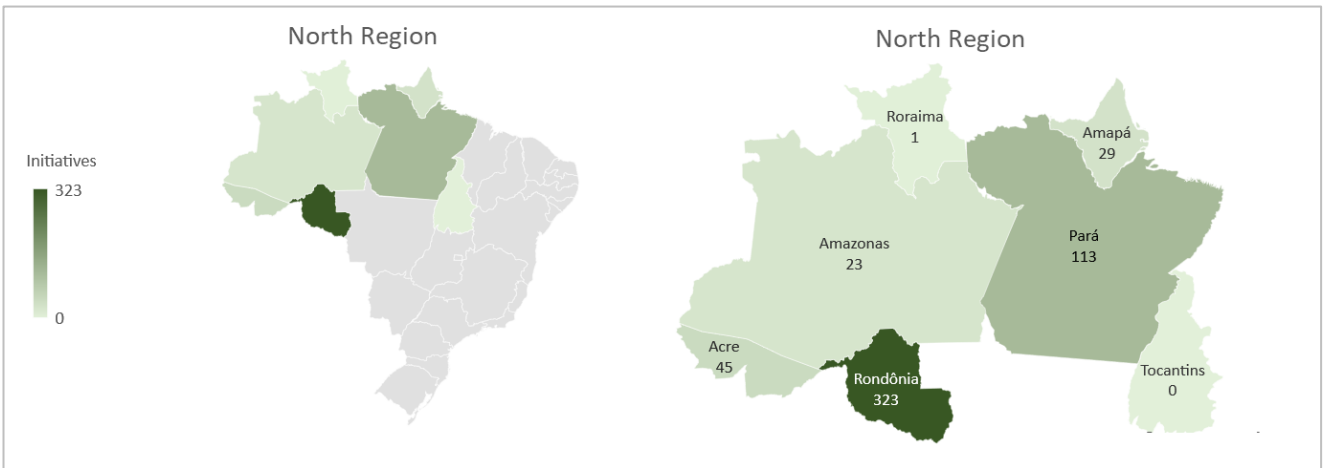 North Region
Initiatives
323
0
North Region
Roraima
1
Amapá
29
Amazonas
23
Pará
113
Acre
45
Rondônia
323
Tocantins
0